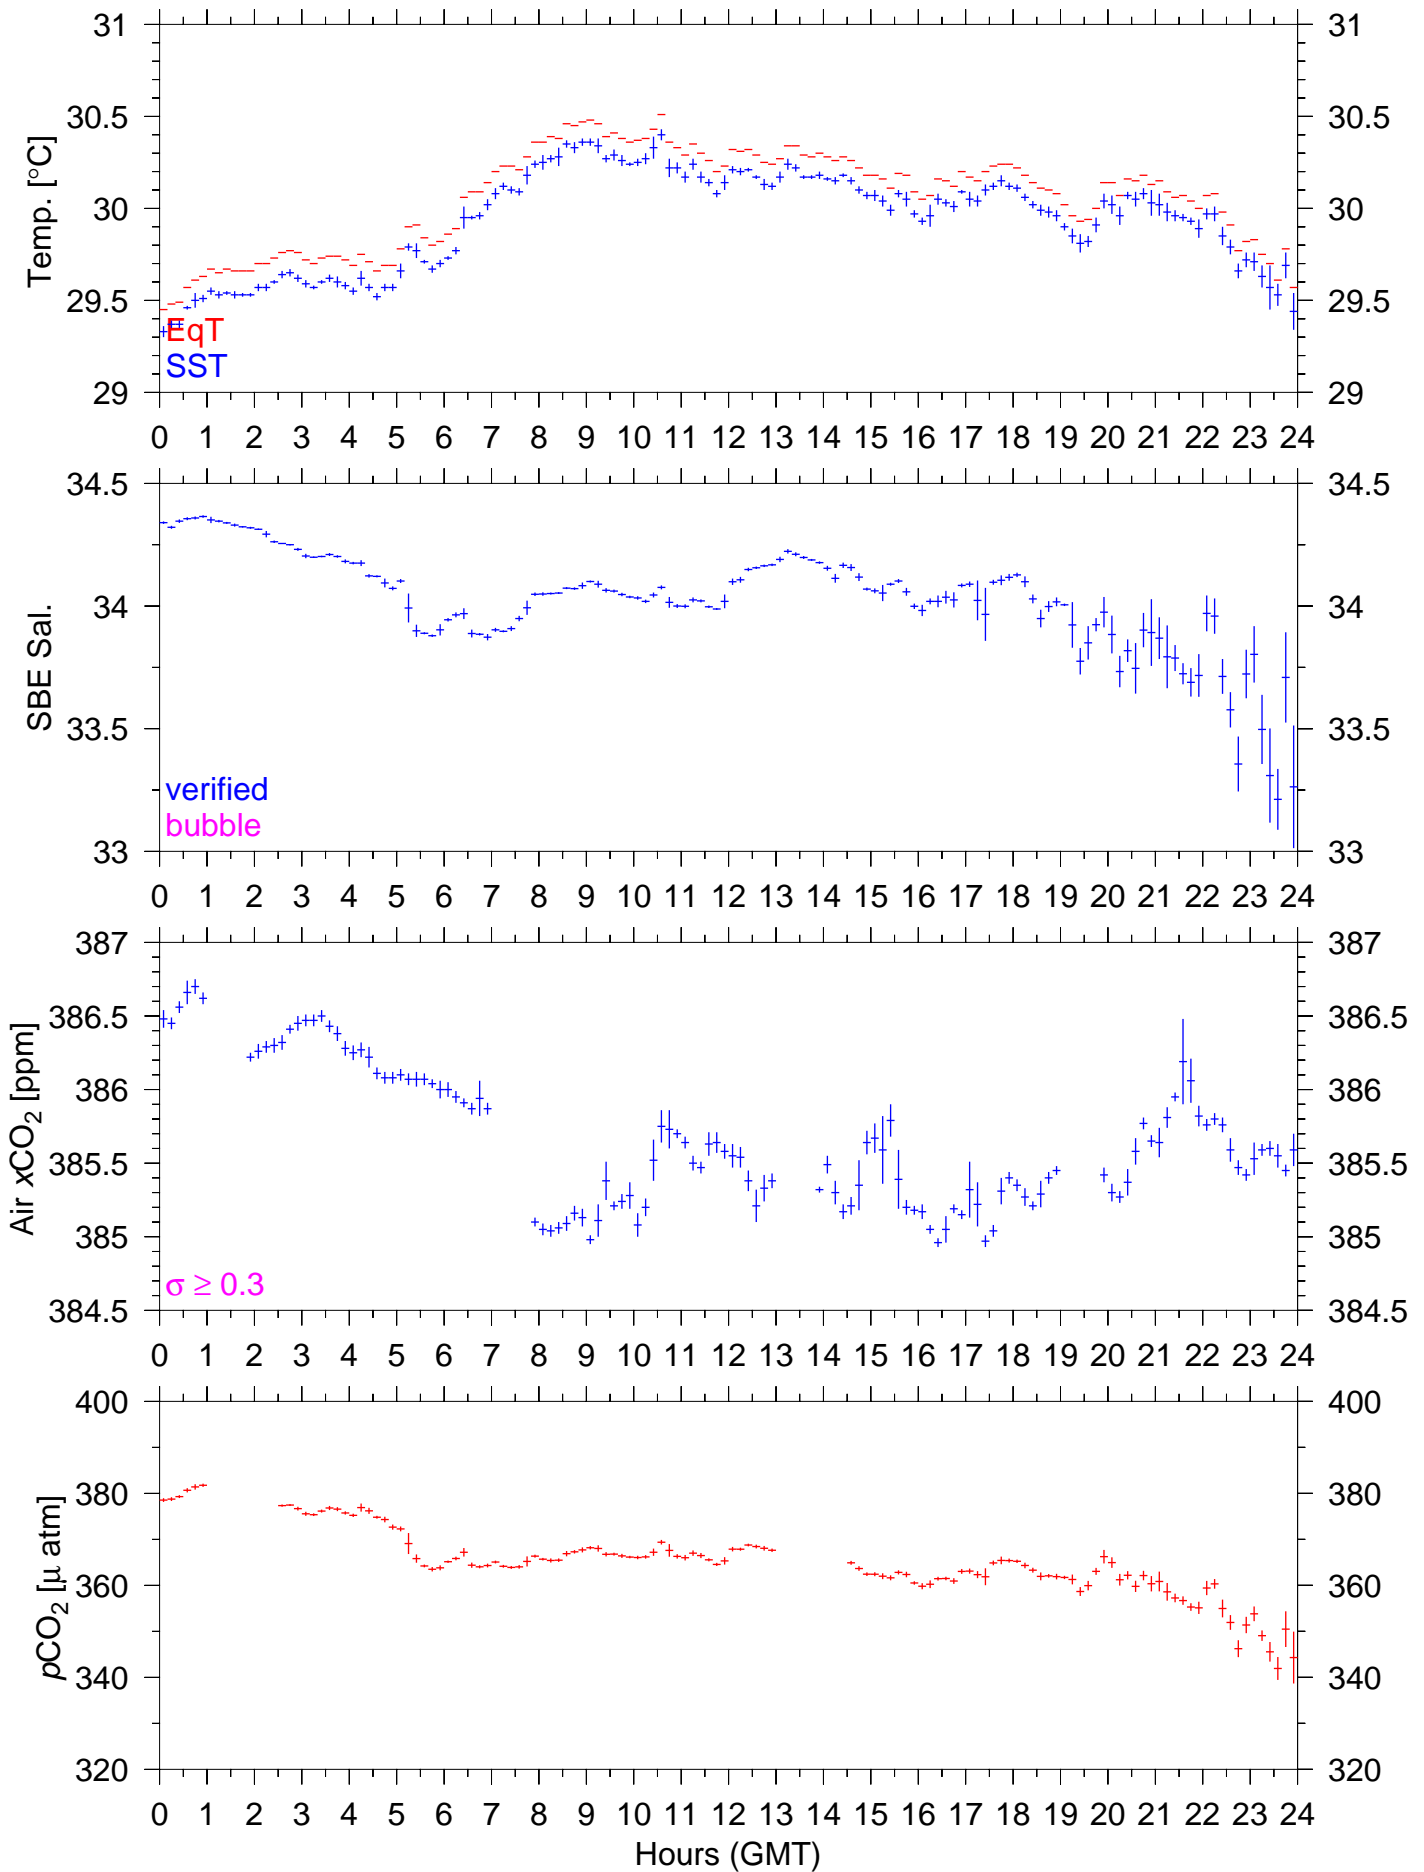 31 31
30.5 30.5
30 30
29.5 29.5
29 29
Temp. [°C]
EqT
SST
0 1 2 3 4 5 6 7 8 9 10 11 12 13 14 15 16 17 18 19 20 21 22 23 24
34.5 34.5
34 34
33.5 33.5
33 33
SBE Sal.
verified
bubble
0 1 2 3 4 5 6 7 8 9 10 11 12 13 14 15 16 17 18 19 20 21 22 23 24
387 387
386.5 386.5
386 386
385.5 385.5
385 385
384.5 384.5
Air xCO₂ [ppm]
σ ≥ 0.3
0 1 2 3 4 5 6 7 8 9 10 11 12 13 14 15 16 17 18 19 20 21 22 23 24
400 400
380 380
360 360
340 340
320 320
pCO₂ [μ atm]
0 1 2 3 4 5 6 7 8 9 10 11 12 13 14 15 16 17 18 19 20 21 22 23 24
Hours (GMT)